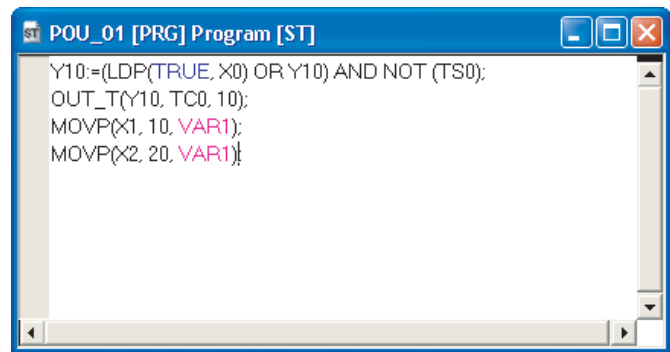 ST POU_01 [PRG] Program [ST]
Y10:=(LDP(TRUE, X0) OR Y10) AND NOT (TS0);
OUT_T(Y10, TC0, 10);
MOVP(X1, 10, VAR1);
MOVP(X2, 20, VAR1);